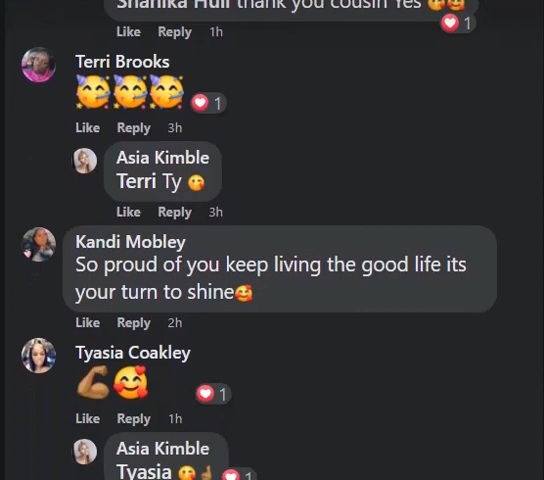 Shanika Hull thank you cousin Yes 🥳🥰
1
Like Reply 1h
Terri Brooks
🥳🥳🥳 1
Like Reply 3h
Asia Kimble
Terri Ty 😋
Like Reply 3h
Kandi Mobley
So proud of you keep living the good life its
your turn to shine🥰
Like Reply 2h
Tyasia Coakley
💪🏾🥰 1
Like Reply 1h
Asia Kimble
Tyasia 😋🤞🏾 1